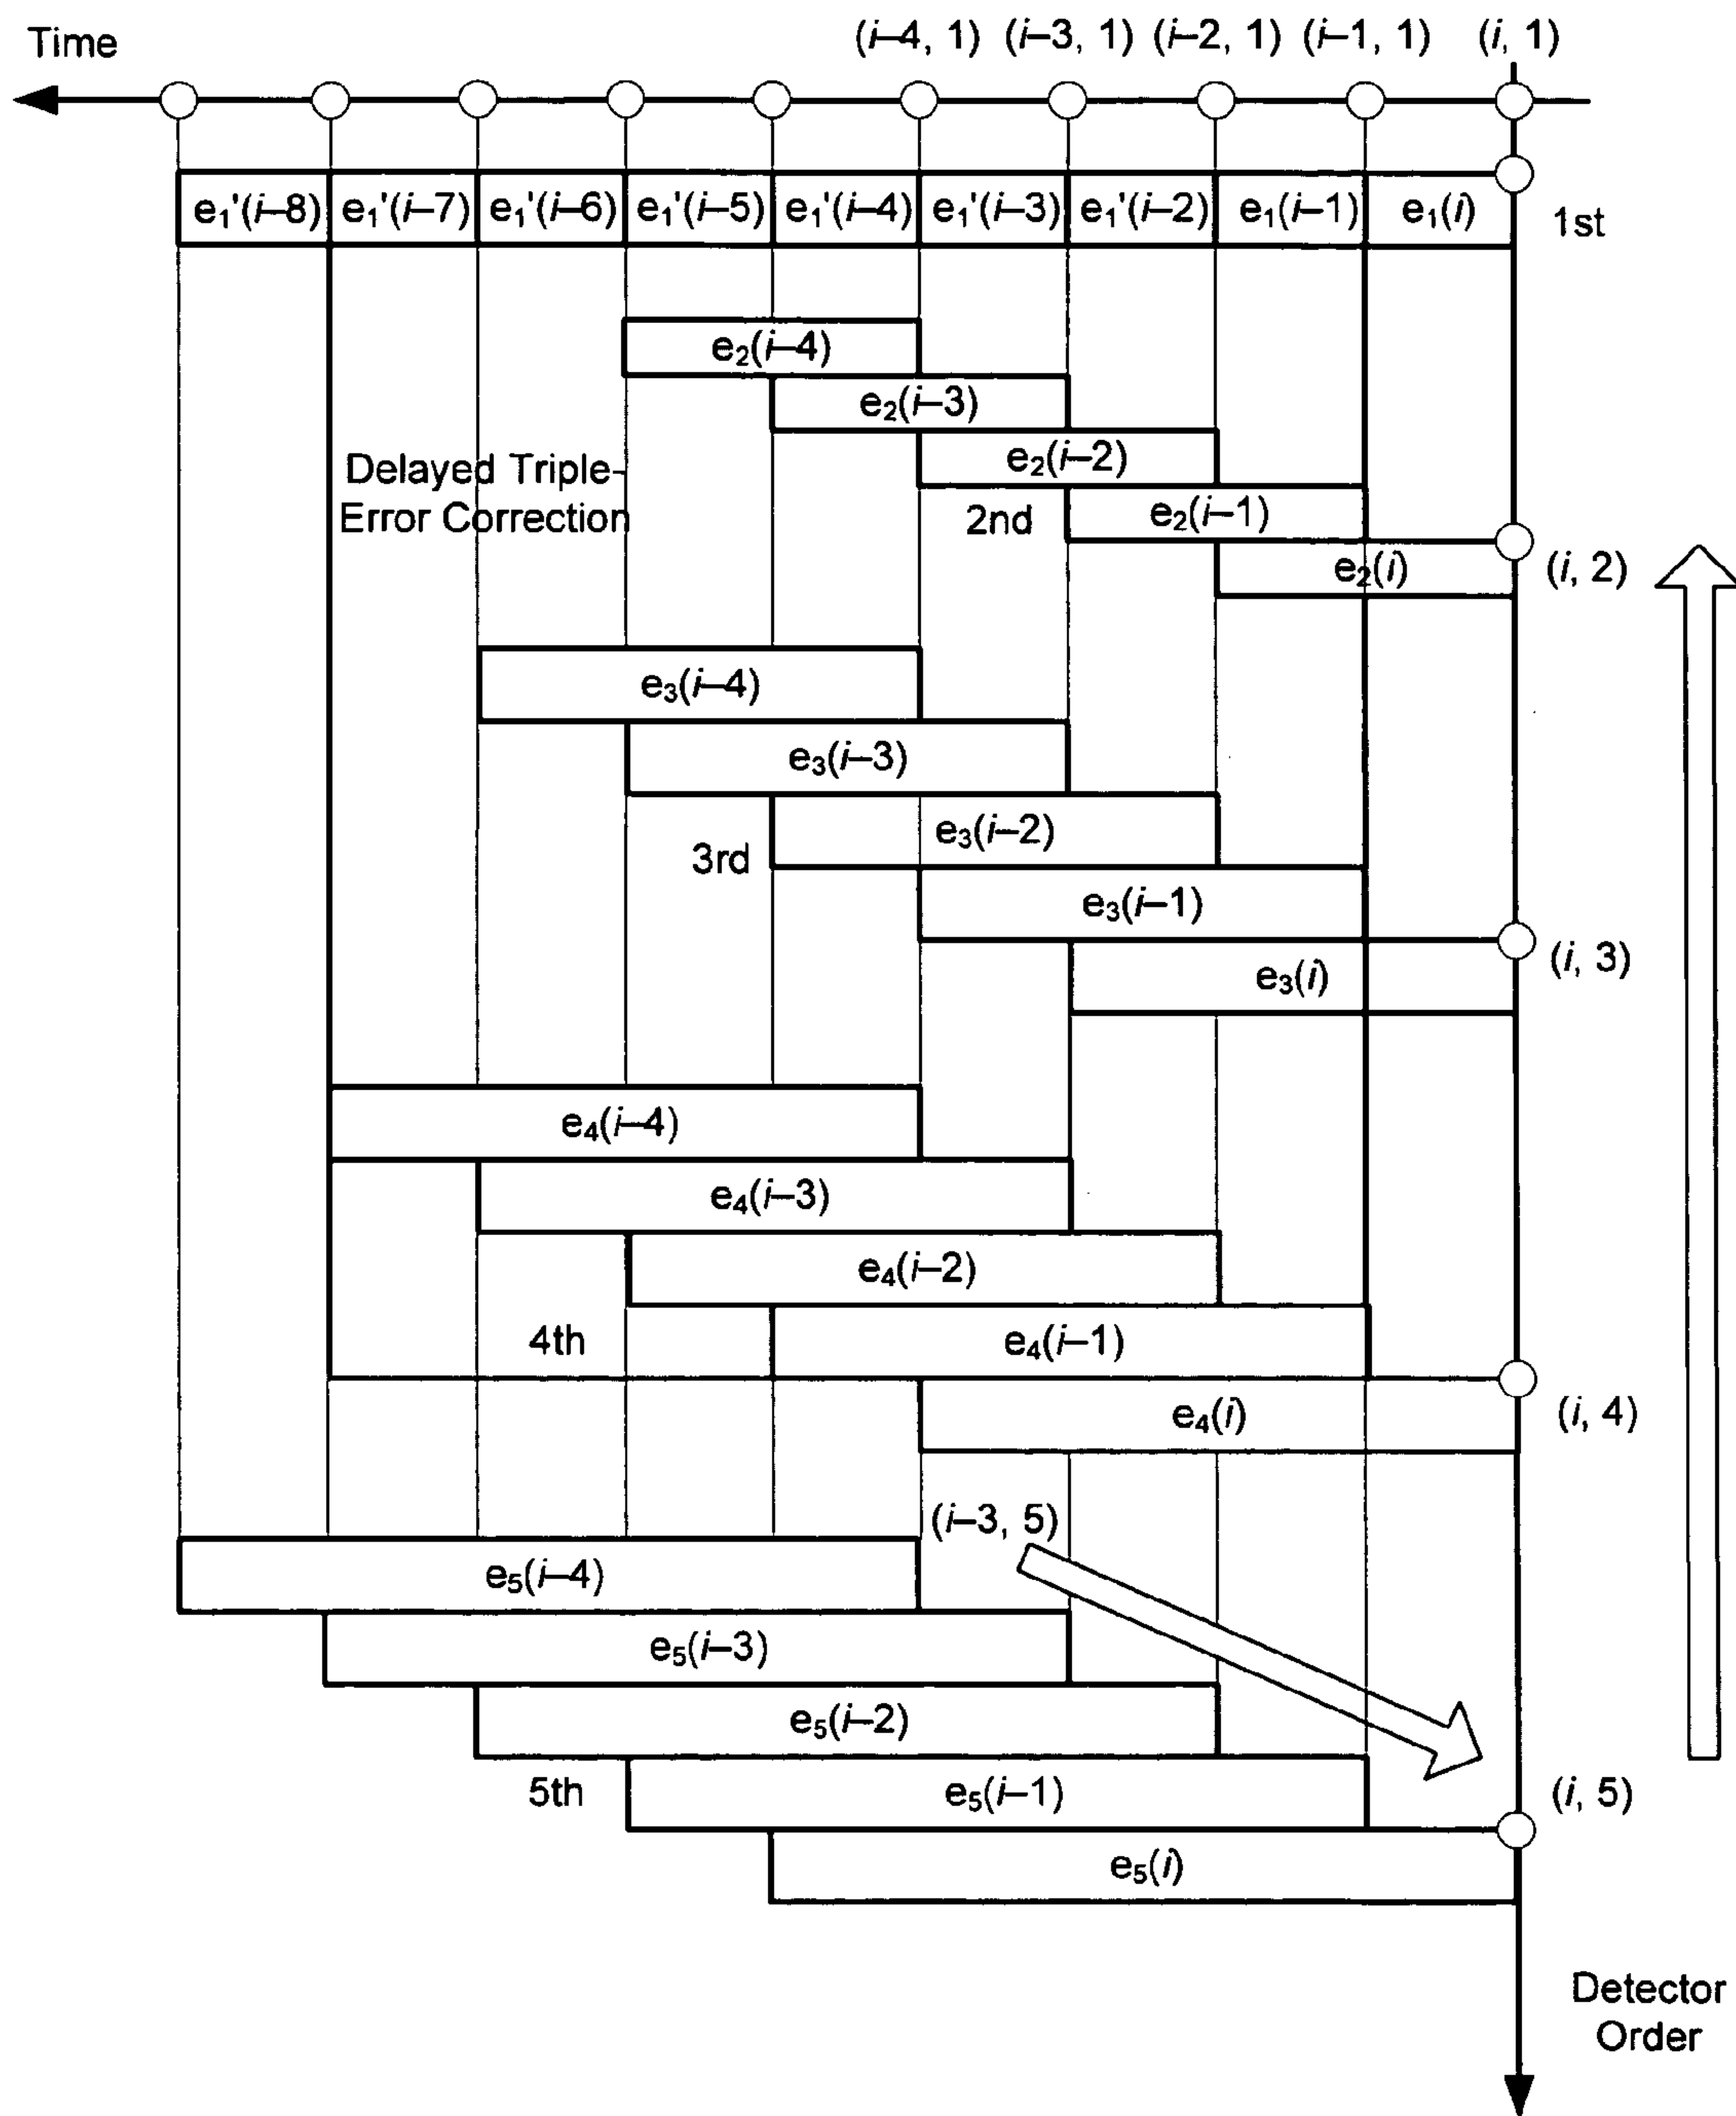 Time
(i–4, 1) (i–3, 1) (i–2, 1) (i–1, 1) (i, 1)
e₁'(i–8) e₁'(i–7) e₁'(i–6) e₁'(i–5) e₁'(i–4) e₁'(i–3) e₁'(i–2) e₁(i–1) e₁(i)
1st
e₂(i–4)
e₂(i–3)
e₂(i–2)
Delayed Triple-
Error Correction
2nd
e₂(i–1)
e₂(i)
(i, 2)
e₃(i–4)
e₃(i–3)
e₃(i–2)
3rd
e₃(i–1)
(i, 3)
e₃(i)
e₄(i–4)
e₄(i–3)
e₄(i–2)
4th
e₄(i–1)
e₄(i)
(i, 4)
(i–3, 5)
e₅(i–4)
e₅(i–3)
e₅(i–2)
5th
e₅(i–1)
(i, 5)
e₅(i)
Detector
Order